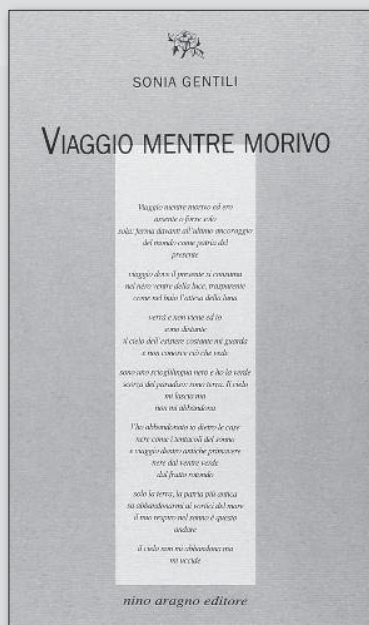 SONIA GENTILI
VIAGGIO MENTRE MORIVO
Viaggio mentre morivo ed ero
assente o forse solo
sola: ferma davanti all'ultimo ancoraggio
del mondo come patria del
presente
viaggio dove il presente si consuma
nel nero ventre della luce, trasparente
come nel buio l'attesa della luna
verrà e non viene ed io
sono distante
il cielo dell'esistere costante mi guarda
e non conosce ciò che vede
sono uno scioglilingua nero e ho la verde
scorza del paradiso: sono terra. Il cielo
mi lascia ma
non mi abbandona
l'ho abbandonato io dietro le cose
nere come i tentacoli del sonno
e viaggio dentro antiche primavere
nere dal ventre verde
dal frutto rotondo
solo la terra, la patria più antica
sa abbandonarmi ai vortici del mare
il mio respiro nel sonno è questo
andare
il cielo non mi abbandona ma
mi uccide
nino aragno editore